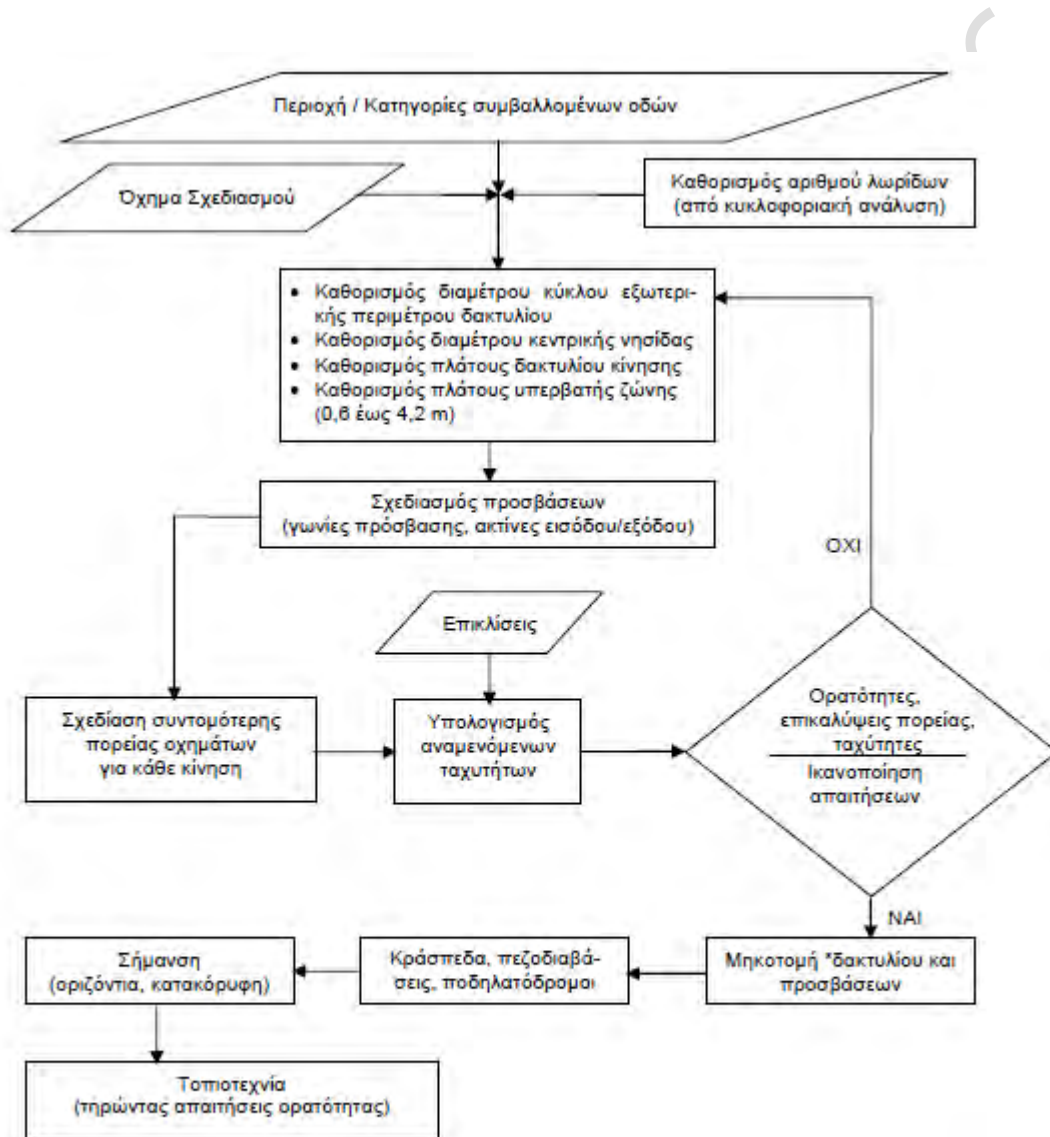 Περιοχή / Κατηγορίες συμβαλλομένων οδών
Όχημα Σχεδιασμού
Καθορισμός αριθμού λωρίδων
(από κυκλοφοριακή ανάλυση)
• Καθορισμός διαμέτρου κύκλου εξωτερι-
κής περιμέτρου δακτυλίου
• Καθορισμός διαμέτρου κεντρικής νησίδας
• Καθορισμός πλάτους δακτυλίου κίνησης
• Καθορισμός πλάτους υπερβατής ζώνης
(0,6 έως 4,2 m)
Σχεδιασμός προσβάσεων
(γωνίες πρόσβασης, ακτίνες εισόδου/εξόδου)
ΟΧΙ
Επικλίσεις
Σχεδίαση συντομότερης
πορείας οχημάτων
για κάθε κίνηση
Υπολογισμός
αναμενόμενων
ταχυτήτων
Ορατότητες,
επικαλύψεις πορείας,
ταχύτητες
Ικανοποίηση
απαιτήσεων
ΝΑΙ
Μηκοτομή *δακτυλίου και
προσβάσεων
Κράσπεδα, πεζοδιαβά-
σεις, ποδηλατόδρομοι
Σήμανση
(οριζόντια, κατακόρυφη)
Τοπιοτεχνία
(τηρώντας απαιτήσεις ορατότητας)